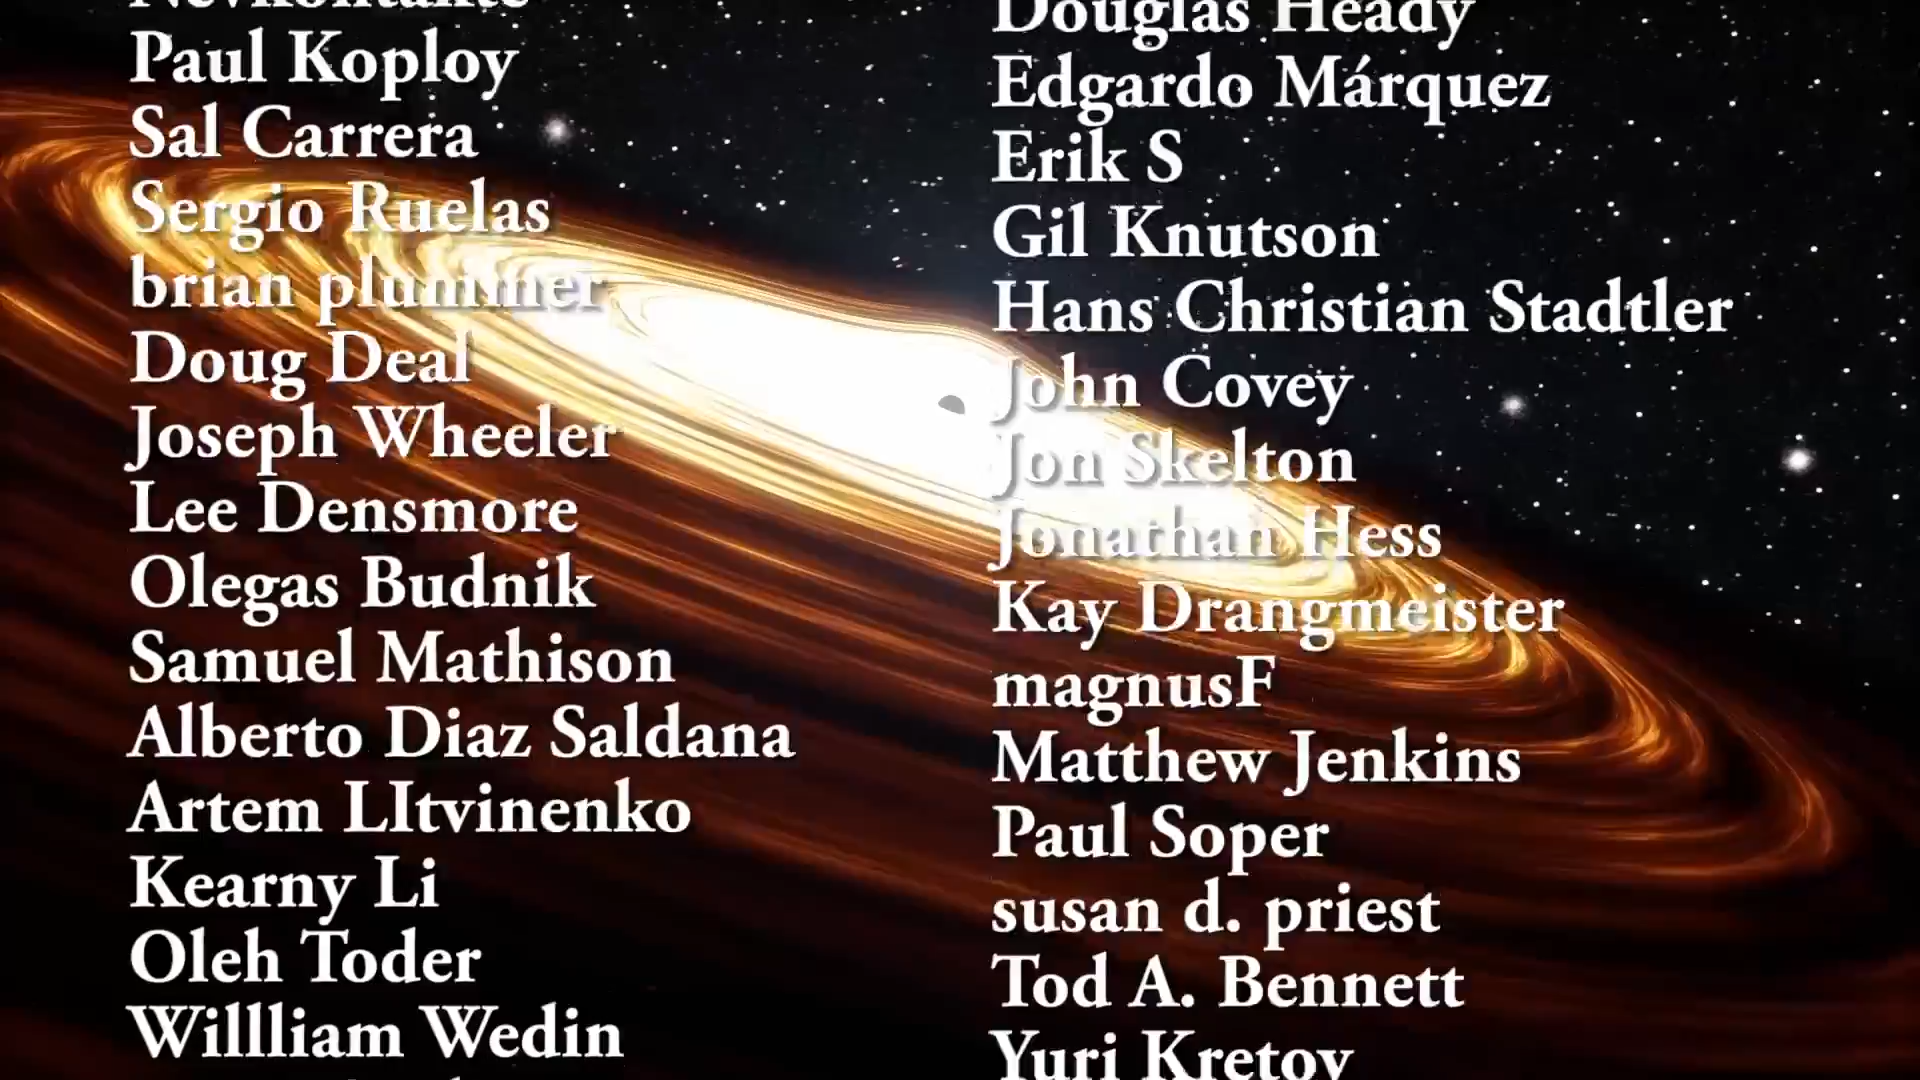 Paul Koploy
Sal Carrera
Sergio Ruelas
brian plummer
Doug Deal
Joseph Wheeler
Lee Densmore
Olegas Budnik
Samuel Mathison
Alberto Diaz Saldana
Artem LItvinenko
Kearny Li
Oleh Toder
Willliam Wedin
Douglas Heady
Edgardo Márquez
Erik S
Gil Knutson
Hans Christian Stadtler
John Covey
Jon Skelton
Jonathan Hess
Kay Drangmeister
magnusF
Matthew Jenkins
Paul Soper
susan d. priest
Tod A. Bennett
Yuri Kretov